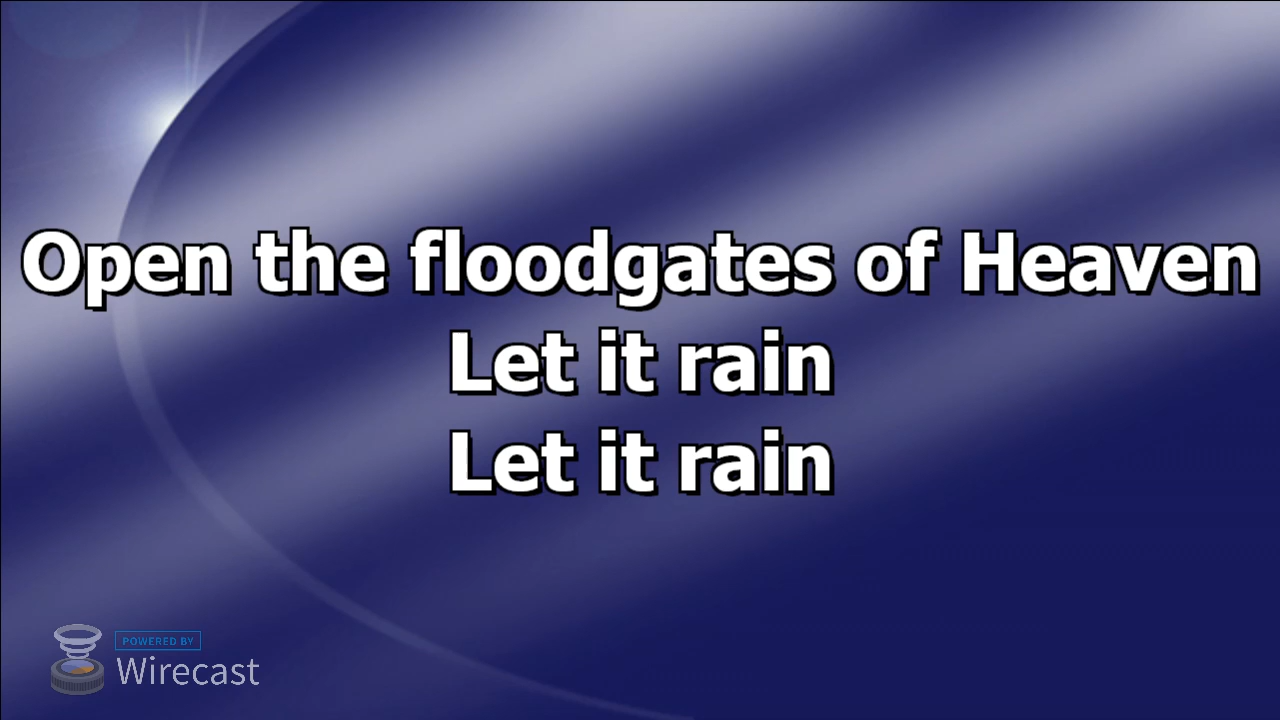 Open the floodgates of Heaven
Let it rain
Let it rain
POWERED BY
Wirecast